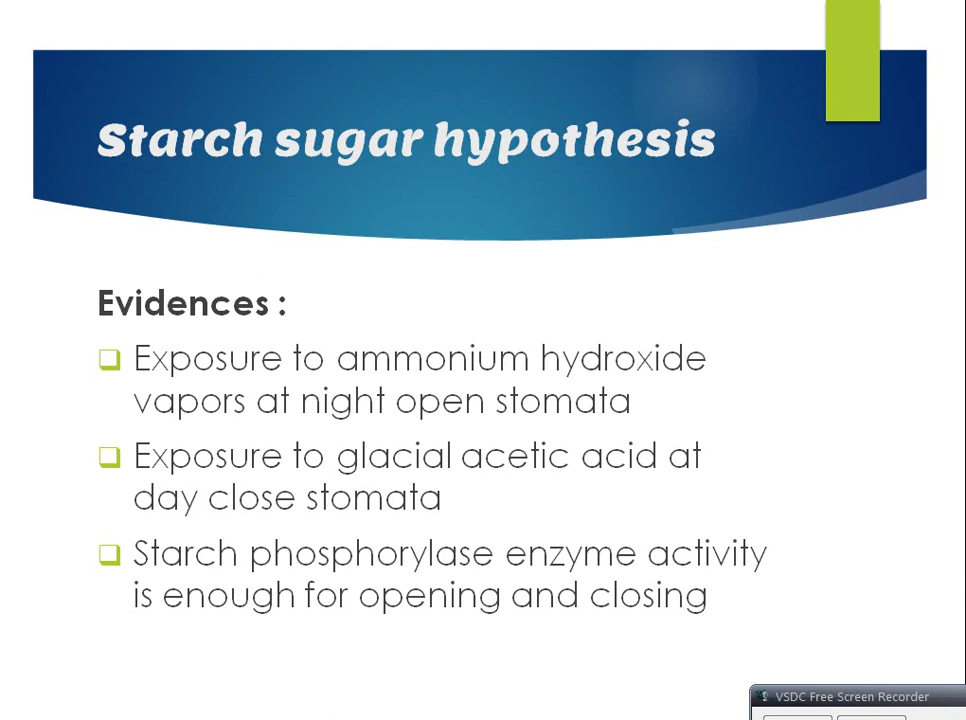 Starch sugar hypothesis
Evidences :
Exposure to ammonium hydroxide
vapors at night open stomata
Exposure to glacial acetic acid at
day close stomata
Starch phosphorylase enzyme activity
is enough for opening and closing
VSDC Free Screen Recorder